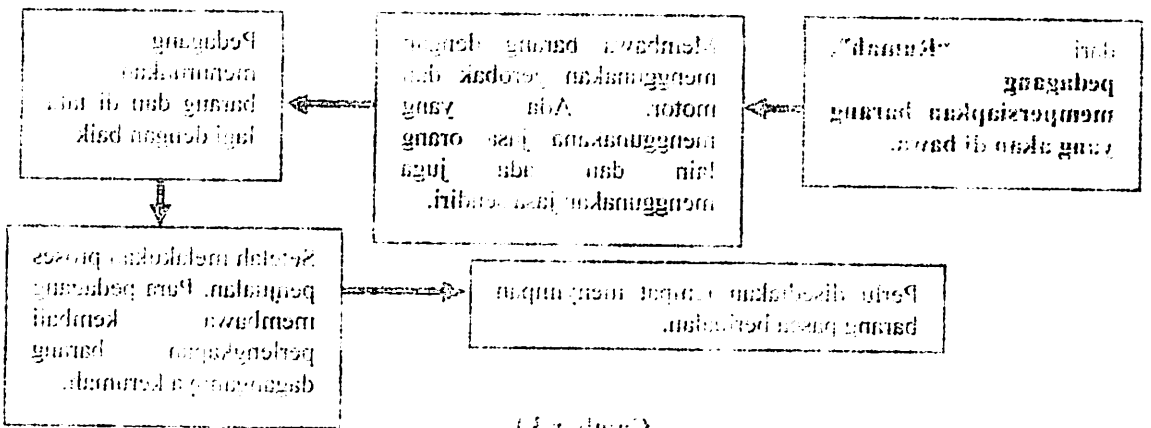 dari "Rumah",
pedagang
mempersiapkan barang
yang akan di bawa.
Membawa barang dengan
menggunakan gerobak dan
motor. Ada yang
menggunakana jasa orang
lain dan ada juga
menggunakan jasa sendiri.
Pedagang
menurunkan
barang dan di tata
lagi dengan baik
Setelah melakukan proses
penjualan. Para pedagang
membawa kembali
perlengkapan barang
dagangannya kerumah.
Perlu disediakan tempat menyimpan
barang pasca berjualan.